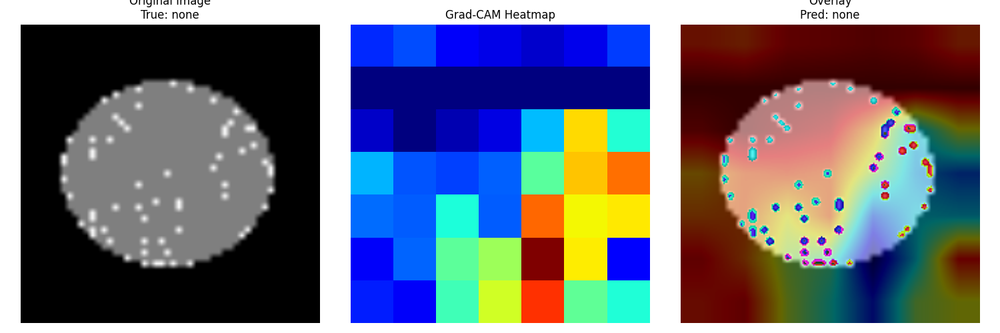 Original Image
True: none
Grad-CAM Heatmap
Overlay
Pred: none